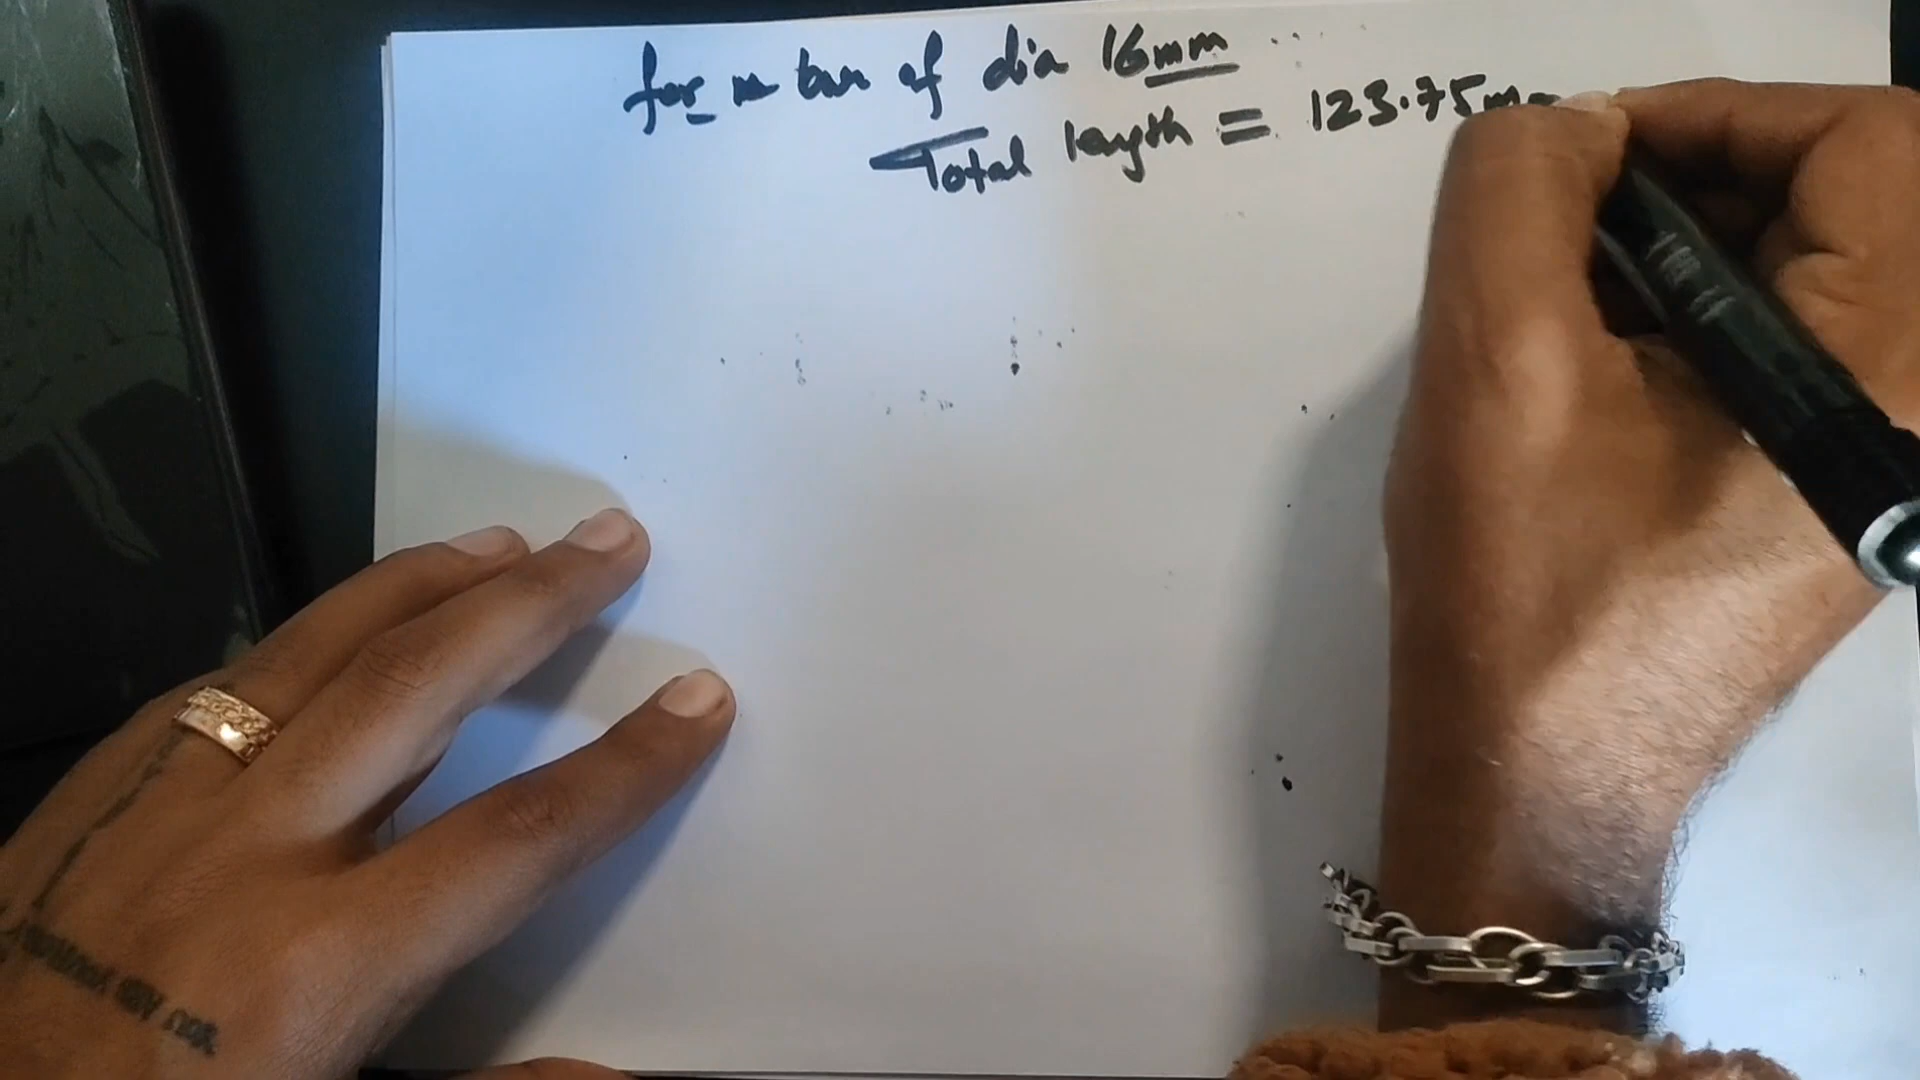 for m bar of dia 16mm
Total length = 123.75m